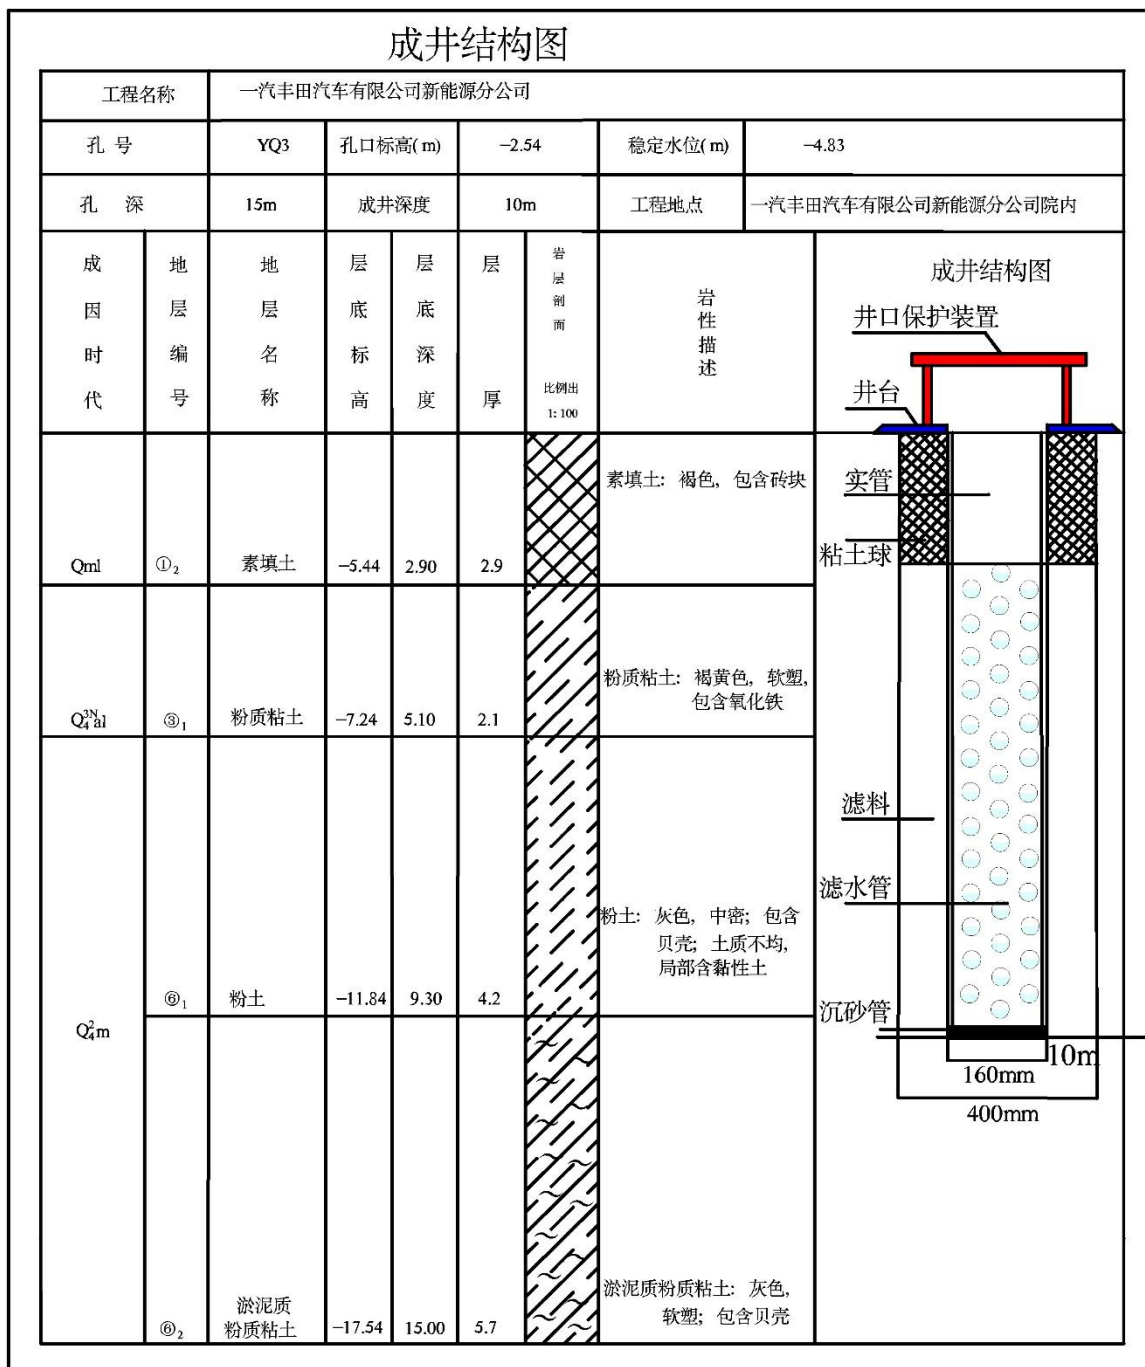 成井结构图
工程名称 一汽丰田汽车有限公司新能源分公司
孔 号 YQ3 孔口标高(m) -2.54 稳定水位(m) -4.83
孔 深 15m 成井深度 10m 工程地点 一汽丰田汽车有限公司新能源分公司院内
成因时代 地层编号 地层名称 层底标高 层底深度 层厚 岩层剖面 比例出 1:100 岩性描述
成井结构图
井口保护装置
井台
实管
粘土球
滤料
滤水管
沉砂管
10m
160mm
400mm
素填土：褐色，包含砖块
Qml ①₂ 素填土 -5.44 2.90 2.9
粉质粘土：褐黄色，软塑，
包含氧化铁
Q₄³ᴺal ③₁ 粉质粘土 -7.24 5.10 2.1
粉土：灰色，中密；包含
贝壳；土质不均，
局部含黏性土
⑥₁ 粉土 -11.84 9.30 4.2
Q₄²m
淤泥质粉质粘土：灰色，
软塑；包含贝壳
淤泥质
⑥₂ 粉质粘土 -17.54 15.00 5.7